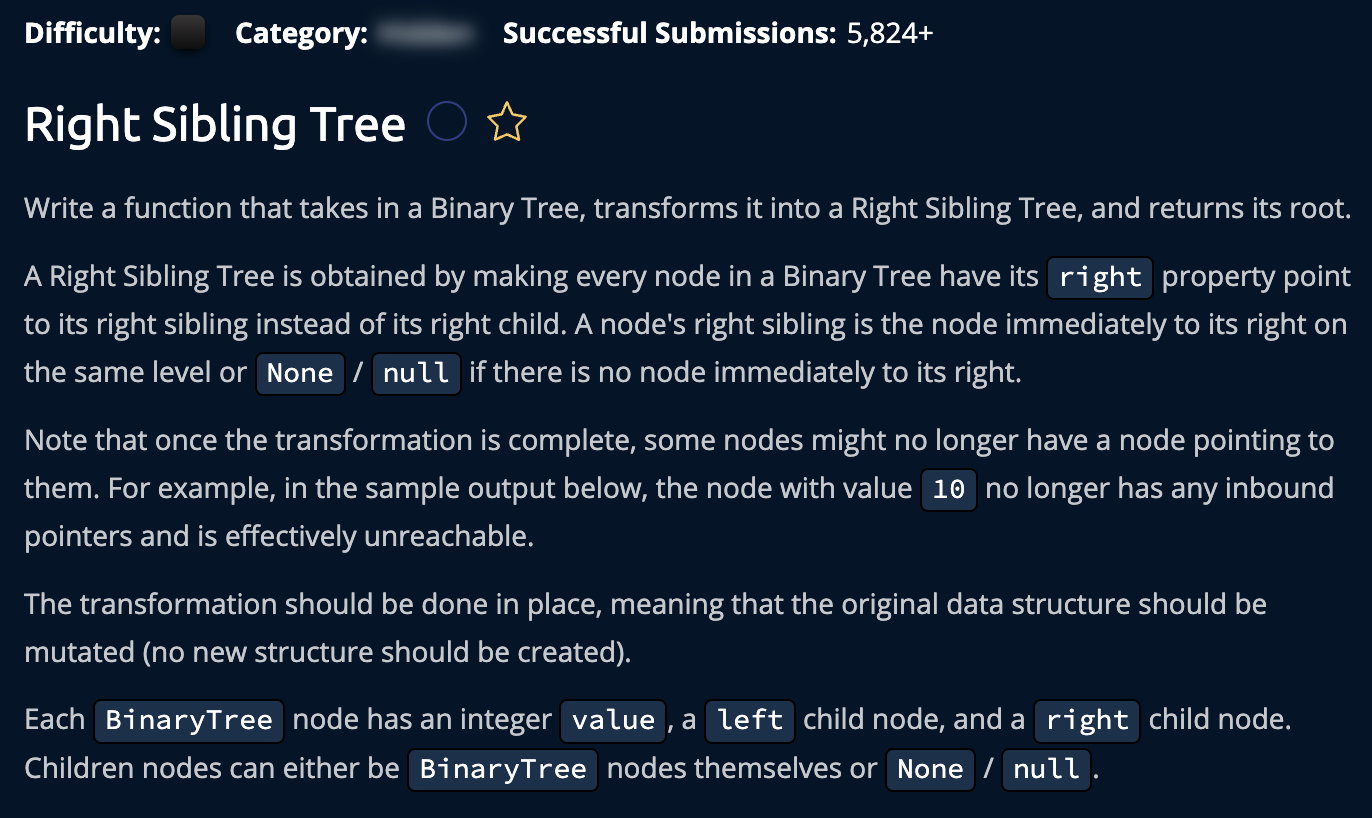 Difficulty: Category: Successful Submissions: 5,824+
Right Sibling Tree
Write a function that takes in a Binary Tree, transforms it into a Right Sibling Tree, and returns its root.
A Right Sibling Tree is obtained by making every node in a Binary Tree have its right property point
to its right sibling instead of its right child. A node's right sibling is the node immediately to its right on
the same level or None / null if there is no node immediately to its right.
Note that once the transformation is complete, some nodes might no longer have a node pointing to
them. For example, in the sample output below, the node with value 10 no longer has any inbound
pointers and is effectively unreachable.
The transformation should be done in place, meaning that the original data structure should be
mutated (no new structure should be created).
Each BinaryTree node has an integer value, a left child node, and a right child node.
Children nodes can either be BinaryTree nodes themselves or None / null.